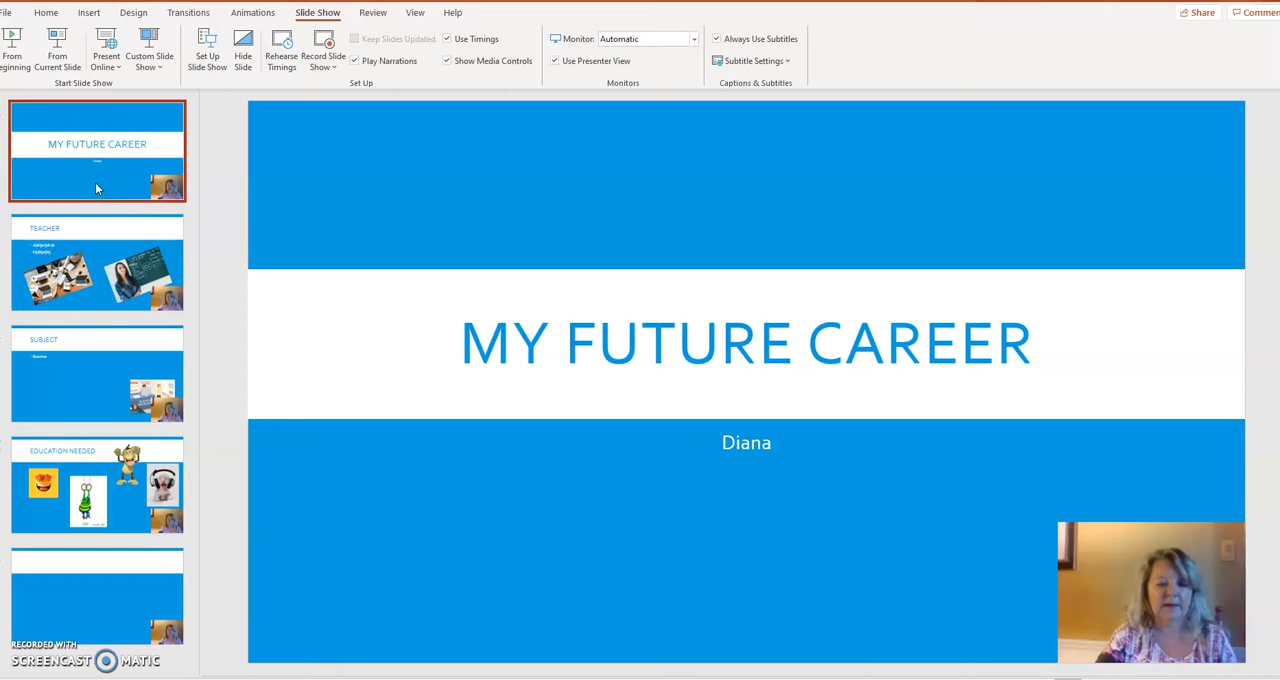 File Home Insert Design Transitions Animations Slide Show Review View Help Share Commen
From Beginning
From Current Slide
Present Online
Custom Slide Show
Set Up Slide Show
Hide Slide
Rehearse Timings
Record Slide Show
Keep Slides Updated
Play Narrations
Use Timings
Show Media Controls
Monitor: Automatic
Use Presenter View
Always Use Subtitles
Subtitle Settings
Start Slide Show
Set Up
Monitors
Captions & Subtitles
MY FUTURE CAREER
Diana
TEACHER
SUBJECT
EDUCATION NEEDED
RECORDED WITH
SCREENCAST MATIC
MY FUTURE CAREER
Diana